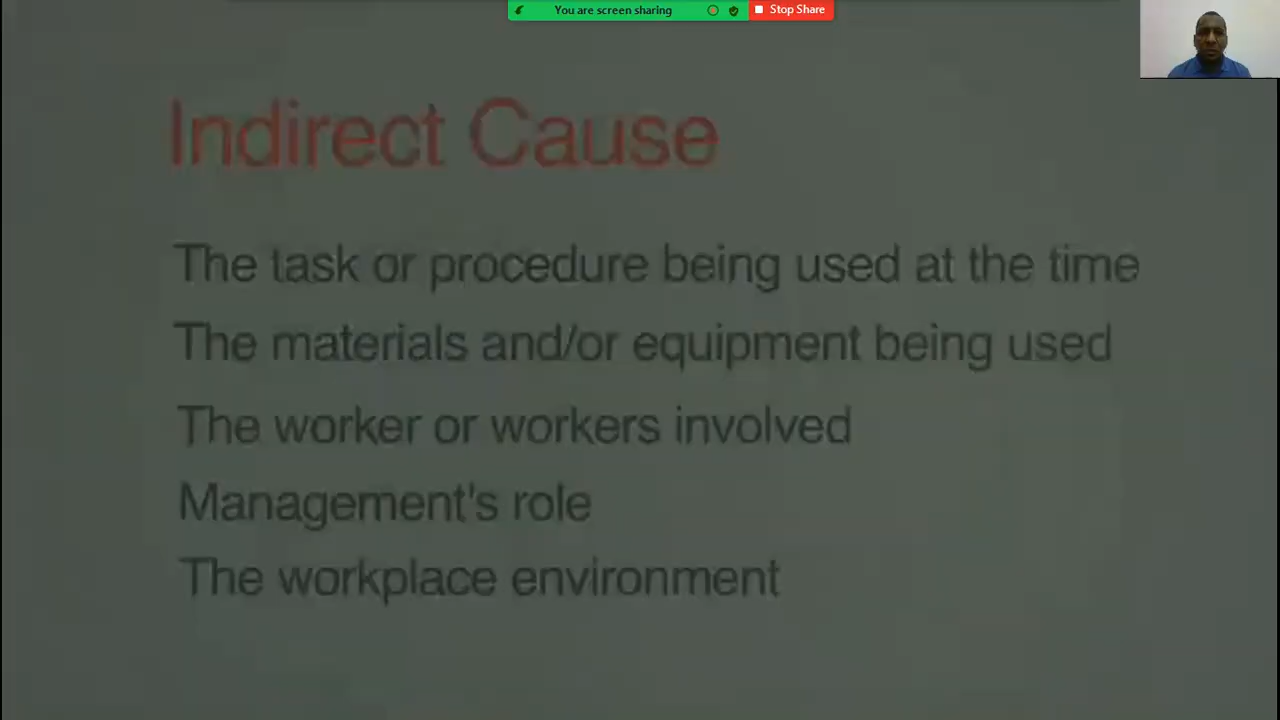 You are screen sharing
Stop Share
Indirect Cause
The task or procedure being used at the time
The materials and/or equipment being used
The worker or workers involved
Management's role
The workplace environment